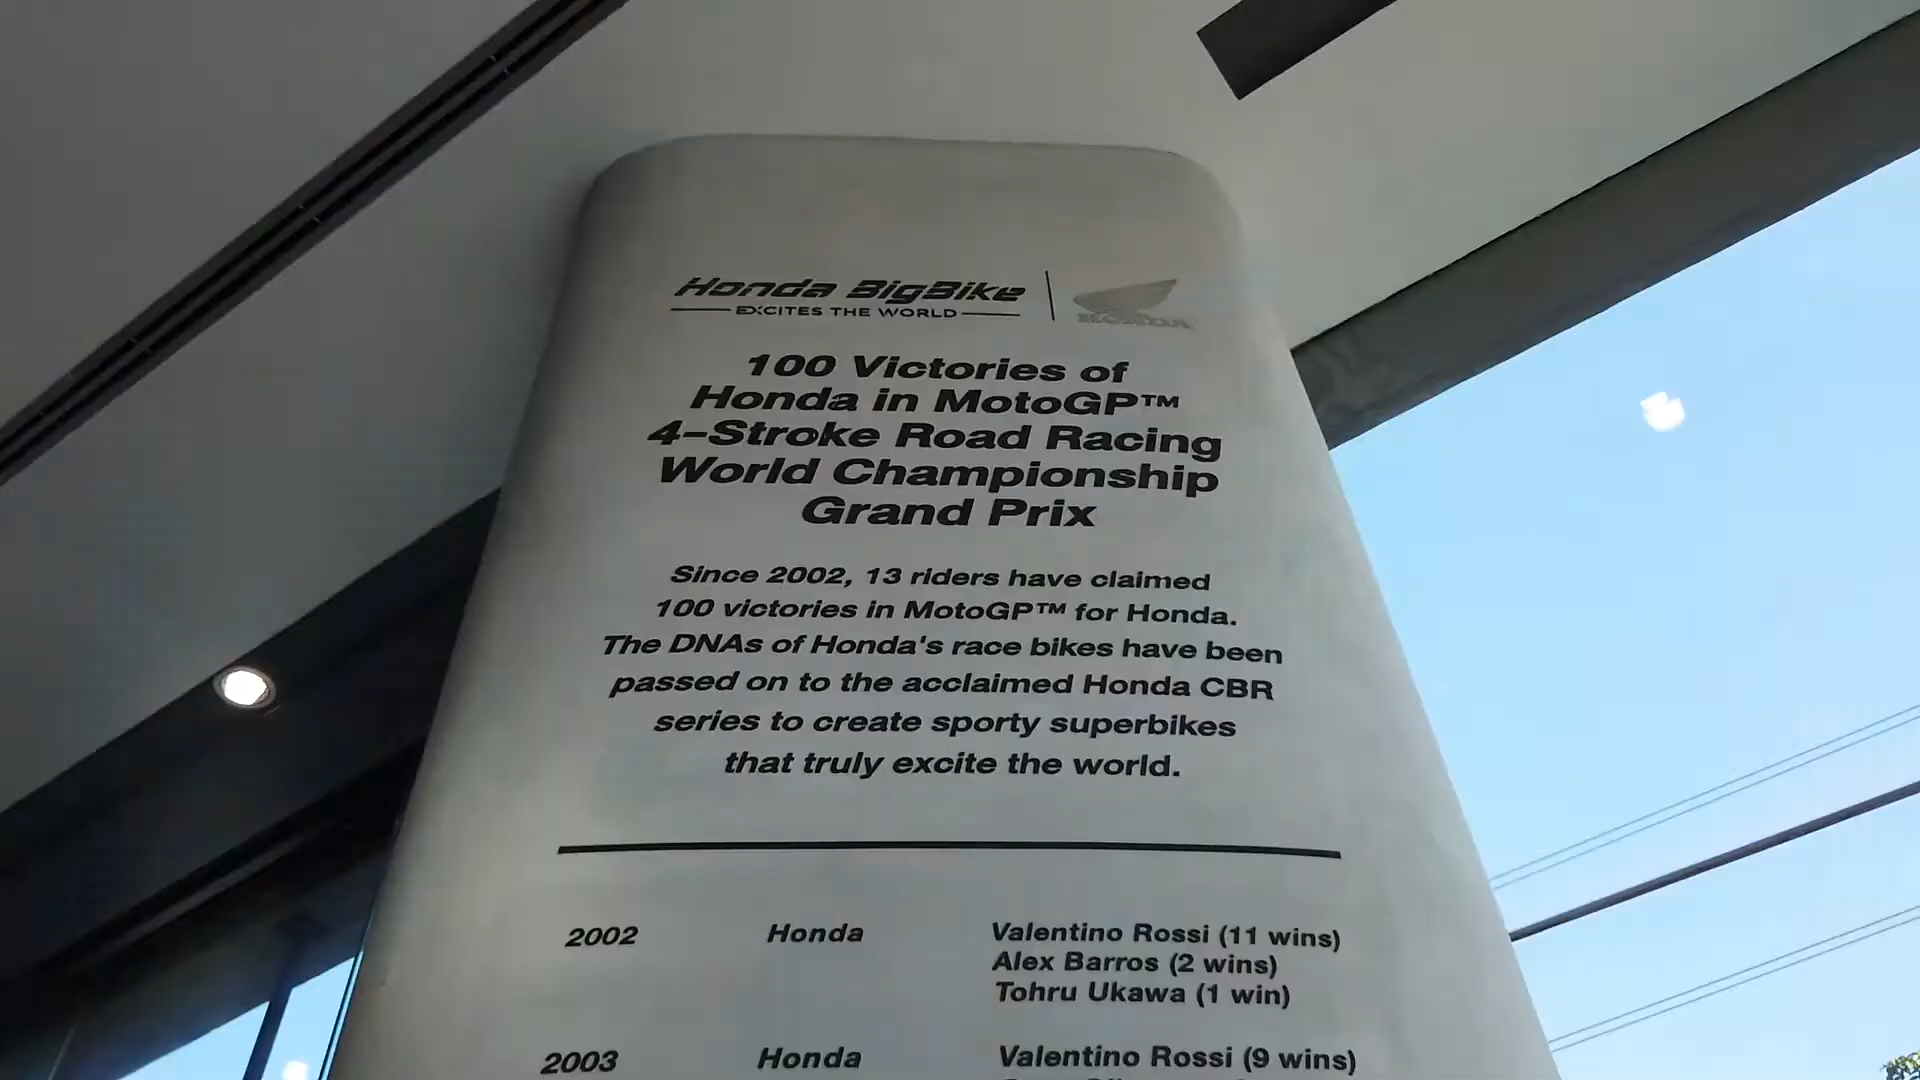 Honda BigBike
EXCITES THE WORLD
HONDA
100 Victories of
Honda in MotoGP™
4-Stroke Road Racing
World Championship
Grand Prix
Since 2002, 13 riders have claimed
100 victories in MotoGP™ for Honda.
The DNAs of Honda's race bikes have been
passed on to the acclaimed Honda CBR
series to create sporty superbikes
that truly excite the world.
2002 Honda Valentino Rossi (11 wins)
Alex Barros (2 wins)
Tohru Ukawa (1 win)
2003 Honda Valentino Rossi (9 wins)